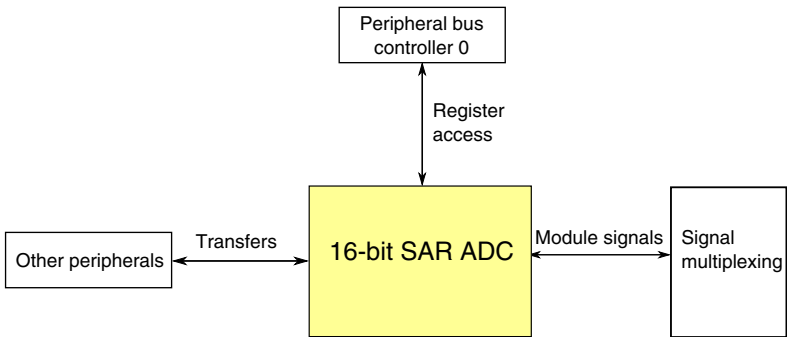 Peripheral bus
controller 0
Register
access
16-bit SAR ADC
Transfers
Other peripherals
Module signals
Signal
multiplexing